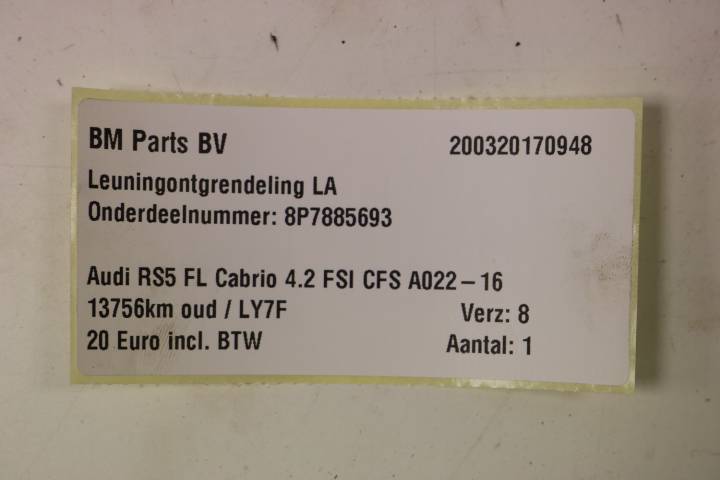 BM Parts BV 200320170948
Leuningontgrendeling LA
Onderdeelnummer: 8P7885693
Audi RS5 FL Cabrio 4.2 FSI CFS A022-16
13756km oud / LY7F Verz: 8
20 Euro incl. BTW Aantal: 1